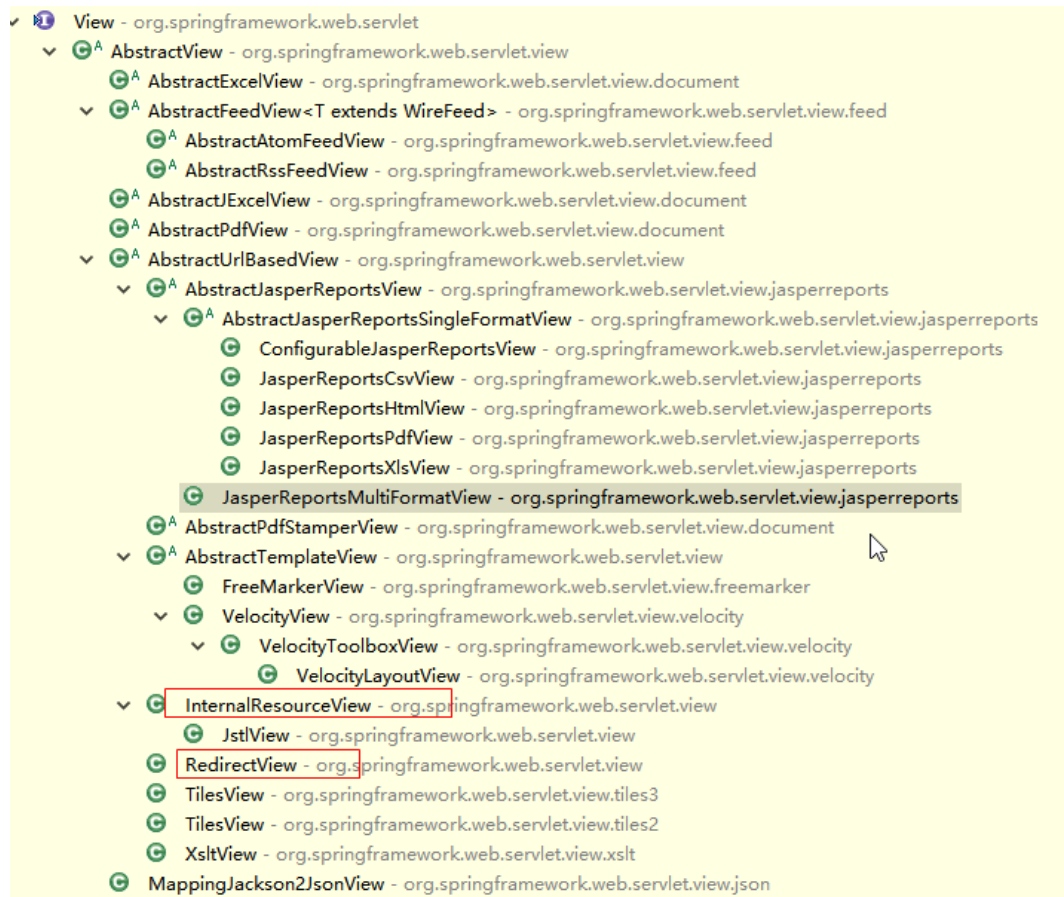 View - org.springframework.web.servlet
AbstractView - org.springframework.web.servlet.view
AbstractExcelView - org.springframework.web.servlet.view.document
AbstractFeedView<T extends WireFeed> - org.springframework.web.servlet.view.feed
AbstractAtomFeedView - org.springframework.web.servlet.view.feed
AbstractRssFeedView - org.springframework.web.servlet.view.feed
AbstractJExcelView - org.springframework.web.servlet.view.document
AbstractPdfView - org.springframework.web.servlet.view.document
AbstractUrlBasedView - org.springframework.web.servlet.view
AbstractJasperReportsView - org.springframework.web.servlet.view.jasperreports
AbstractJasperReportsSingleFormatView - org.springframework.web.servlet.view.jasperreports
ConfigurableJasperReportsView - org.springframework.web.servlet.view.jasperreports
JasperReportsCsvView - org.springframework.web.servlet.view.jasperreports
JasperReportsHtmlView - org.springframework.web.servlet.view.jasperreports
JasperReportsPdfView - org.springframework.web.servlet.view.jasperreports
JasperReportsXlsView - org.springframework.web.servlet.view.jasperreports
JasperReportsMultiFormatView - org.springframework.web.servlet.view.jasperreports
AbstractPdfStamperView - org.springframework.web.servlet.view.document
AbstractTemplateView - org.springframework.web.servlet.view
FreeMarkerView - org.springframework.web.servlet.view.freemarker
VelocityView - org.springframework.web.servlet.view.velocity
VelocityToolboxView - org.springframework.web.servlet.view.velocity
VelocityLayoutView - org.springframework.web.servlet.view.velocity
InternalResourceView - org.springframework.web.servlet.view
JstlView - org.springframework.web.servlet.view
RedirectView - org.springframework.web.servlet.view
TilesView - org.springframework.web.servlet.view.tiles3
TilesView - org.springframework.web.servlet.view.tiles2
XsltView - org.springframework.web.servlet.view.xslt
MappingJackson2JsonView - org.springframework.web.servlet.view.json